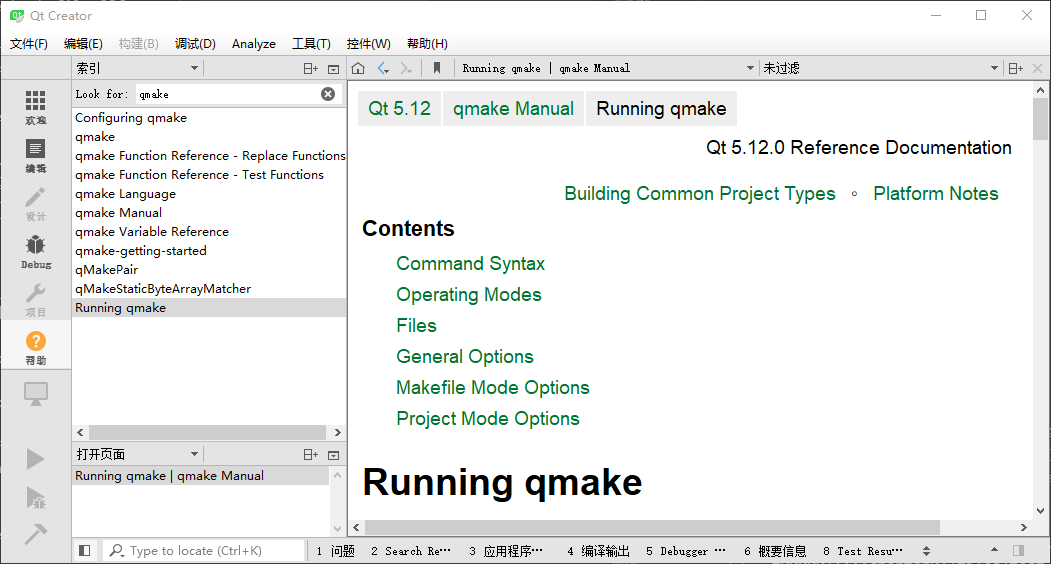 Qt Creator
文件(F) 编辑(E) 构建(B) 调试(D) Analyze 工具(T) 控件(W) 帮助(H)
索引
Running qmake | qmake Manual
未过滤
欢迎
编辑
设计
Debug
项目
帮助
Look for: qmake
Configuring qmake
qmake
qmake Function Reference - Replace Functions
qmake Function Reference - Test Functions
qmake Language
qmake Manual
qmake Variable Reference
qmake-getting-started
qMakePair
qMakeStaticByteArrayMatcher
Running qmake
打开页面
Running qmake | qmake Manual
Qt 5.12 qmake Manual Running qmake
Qt 5.12.0 Reference Documentation
Building Common Project Types ◦ Platform Notes
Contents
Command Syntax
Operating Modes
Files
General Options
Makefile Mode Options
Project Mode Options
Running qmake
Type to locate (Ctrl+K) 1 问题 2 Search Re⋯ 3 应用程序⋯ 4 编译输出 5 Debugger ⋯ 6 概要信息 8 Test Resu⋯